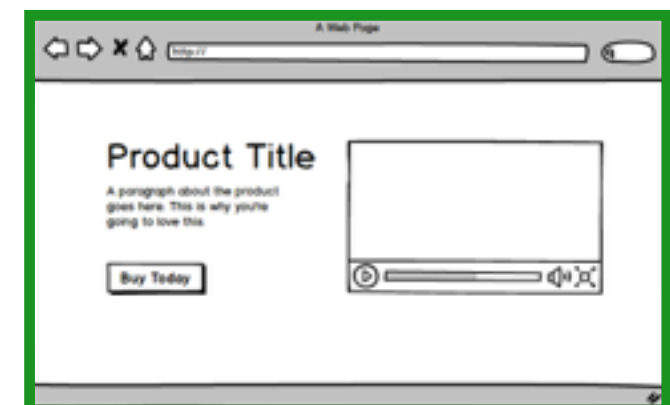 A Web Page
http://
Product Title
A paragraph about the product
goes here. This is why you're
going to love this.
Buy Today